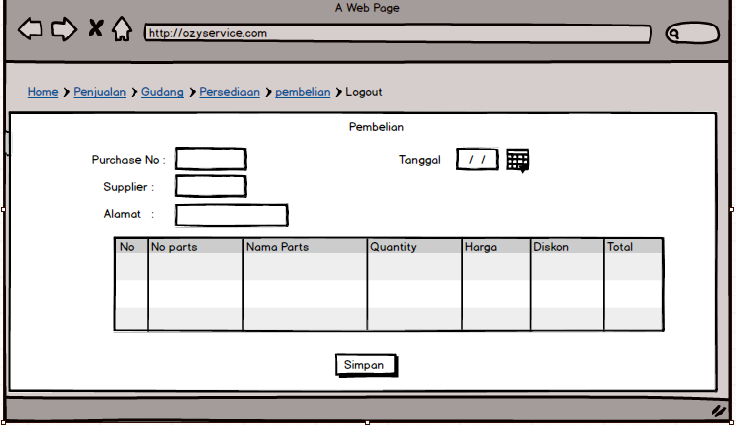 A Web Page
http://ozyservice.com
Home Penjualan Gudang Persediaan pembelian Logout
Pembelian
Purchase No : Tanggal / /
Supplier :
Alamat :
No No parts Nama Parts Quantity Harga Diskon Total
Simpan